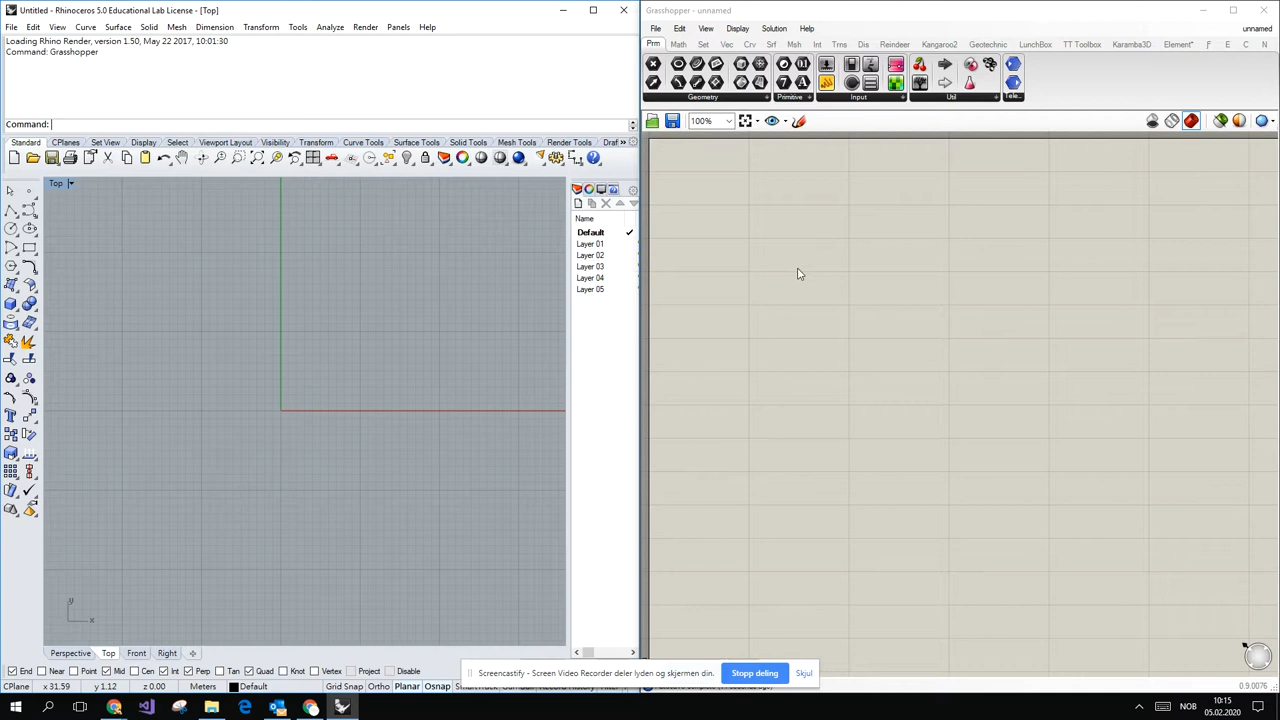 Untitled - Rhinoceros 5.0 Educational Lab License - [Top]
File Edit View Curve Surface Solid Mesh Dimension Transform Tools Analyze Render Panels Help
Loading Rhino Render, version 1.50, May 22 2017, 10:01:30
Command: Grasshopper
Command:
Standard CPlanes Set View Display Select Viewport Layout Visibility Transform Curve Tools Surface Tools Solid Tools Mesh Tools Render Tools Draf »
Top
Name
Default
Layer 01
Layer 02
Layer 03
Layer 04
Layer 05
y
x
Perspective Top Front Right
End Near Point Mid Cen Int Perp Tan Quad Knot Vertex Project Disable
CPlane x 31.59 y 1.12 z 0.00 Meters Default Grid Snap Ortho Planar Osnap
Grasshopper - unnamed
File Edit View Display Solution Help
unnamed
Prm Math Set Vec Crv Srf Msh Int Trns Dis Reindeer Kangaroo2 Geotechnic LunchBox TT Toolbox Karamba3D Element* F E C N
Geometry Primitive Input Util Tele...
100%
Screencastify - Screen Video Recorder deler lyden og skjermen din. Stopp deling Skjul
0.9.0076
NOB
10:15
05.02.2020